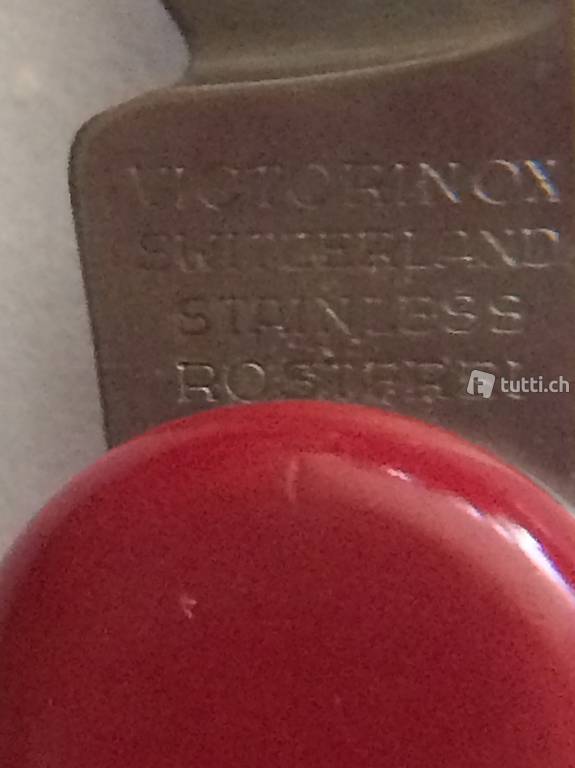 VICTORINOX
SWITZERLAND
STAINLESS
ROSTFREI
tutti.ch